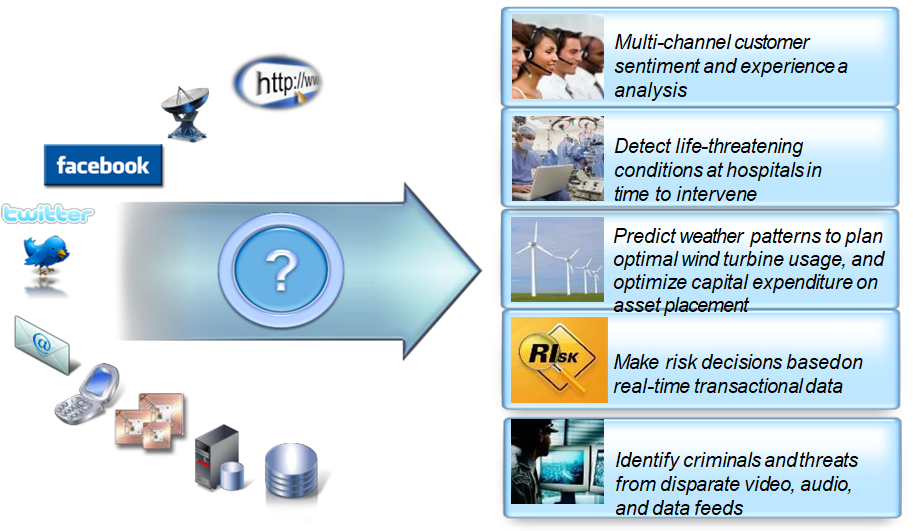 http://ww
facebook
twitter
@
?
Multi-channel customer
sentiment and experience a
analysis
Detect life-threatening
conditions at hospitals in
time to intervene
Predict weather patterns to plan
optimal wind turbine usage, and
optimize capital expenditure on
asset placement
RISK
Make risk decisions based on
real-time transactional data
Identify criminals and threats
from disparate video, audio,
and data feeds